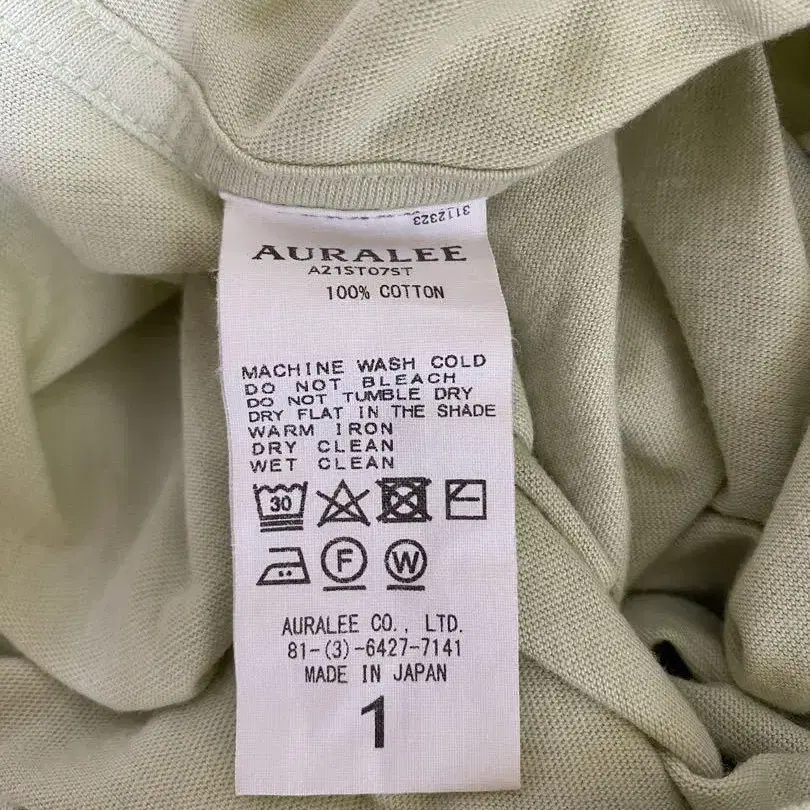 3112323
AURALEE
A21ST07ST
100% COTTON
MACHINE WASH COLD
DO NOT BLEACH
DO NOT TUMBLE DRY
DRY FLAT IN THE SHADE
WARM IRON
DRY CLEAN
WET CLEAN
30
F W
AURALEE CO., LTD.
81-(3)-6427-7141
MADE IN JAPAN
1